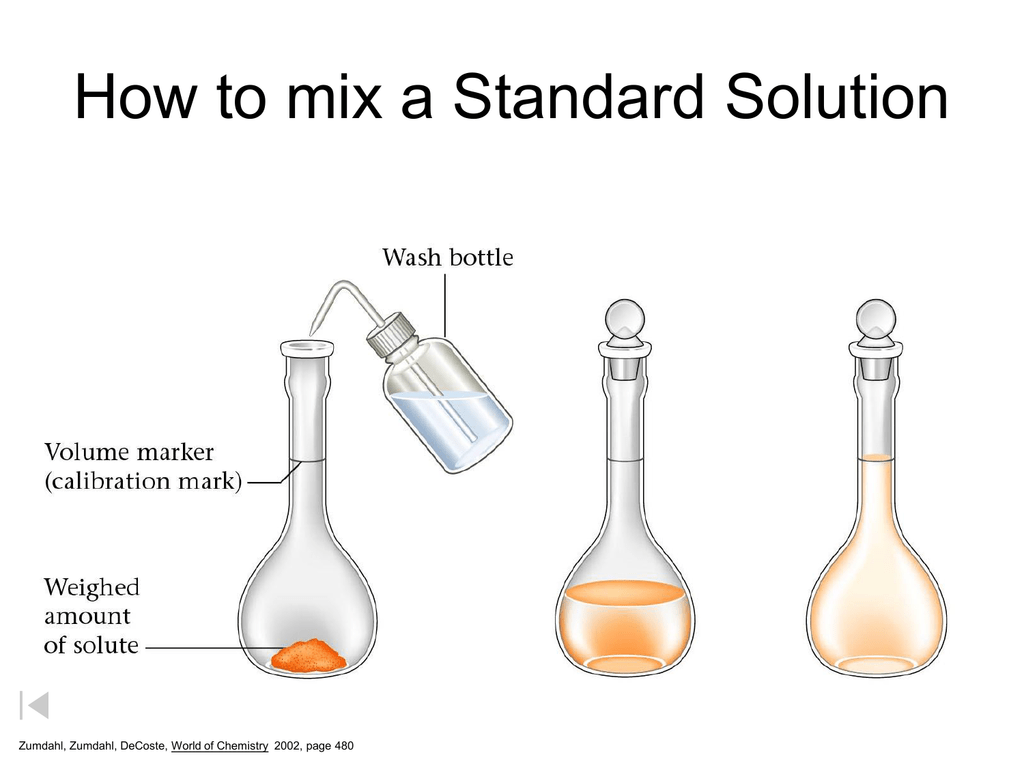 How to mix a Standard Solution
Wash bottle
Volume marker
(calibration mark)
Weighed
amount
of solute
Zumdahl, Zumdahl, DeCoste, World of Chemistry 2002, page 480